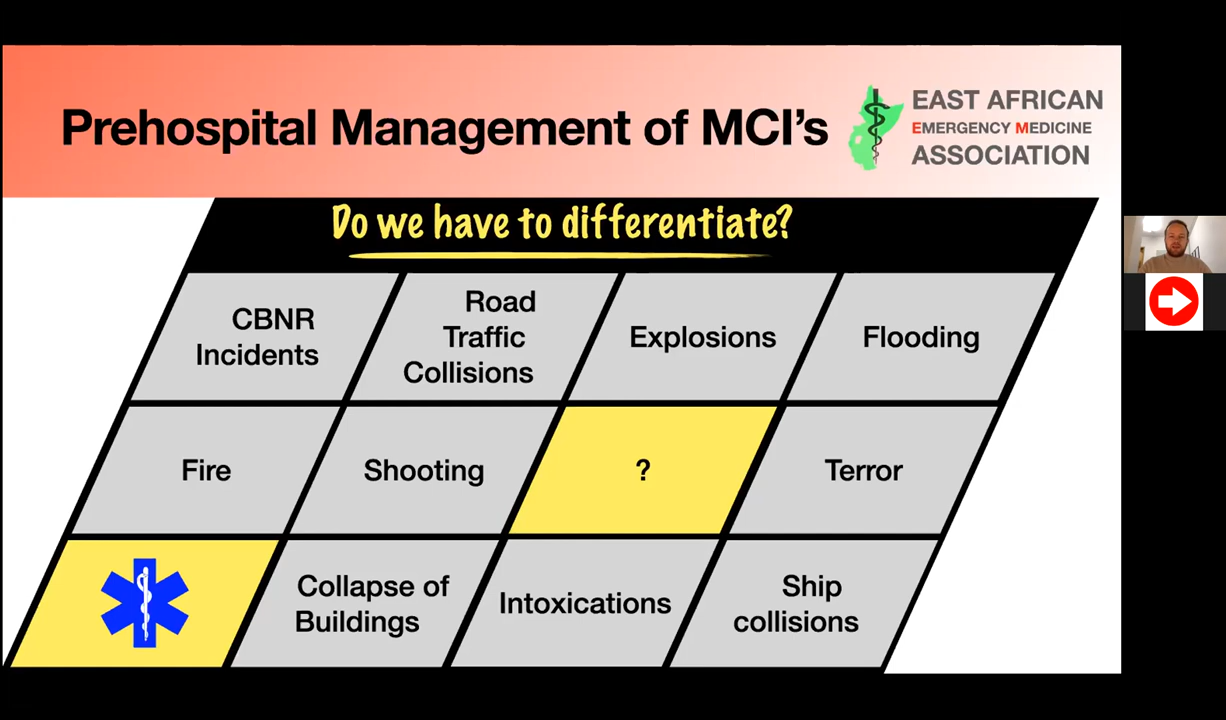 Prehospital Management of MCI's
EAST AFRICAN
EMERGENCY MEDICINE
ASSOCIATION
Do we have to differentiate?
CBNR
Incidents
Road
Traffic
Collisions
Explosions
Flooding
Fire
Shooting
?
Terror
Collapse of
Buildings
Intoxications
Ship
collisions